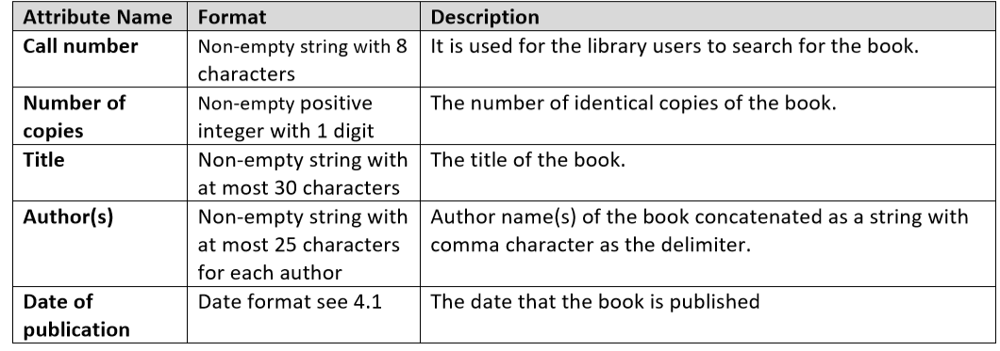 Attribute Name Format Description
Call number Non-empty string with 8 It is used for the library users to search for the book.
characters
Number of Non-empty positive The number of identical copies of the book.
copies integer with 1 digit
Title Non-empty string with The title of the book.
at most 30 characters
Author(s) Non-empty string with Author name(s) of the book concatenated as a string with
at most 25 characters comma character as the delimiter.
for each author
Date of Date format see 4.1 The date that the book is published
publication